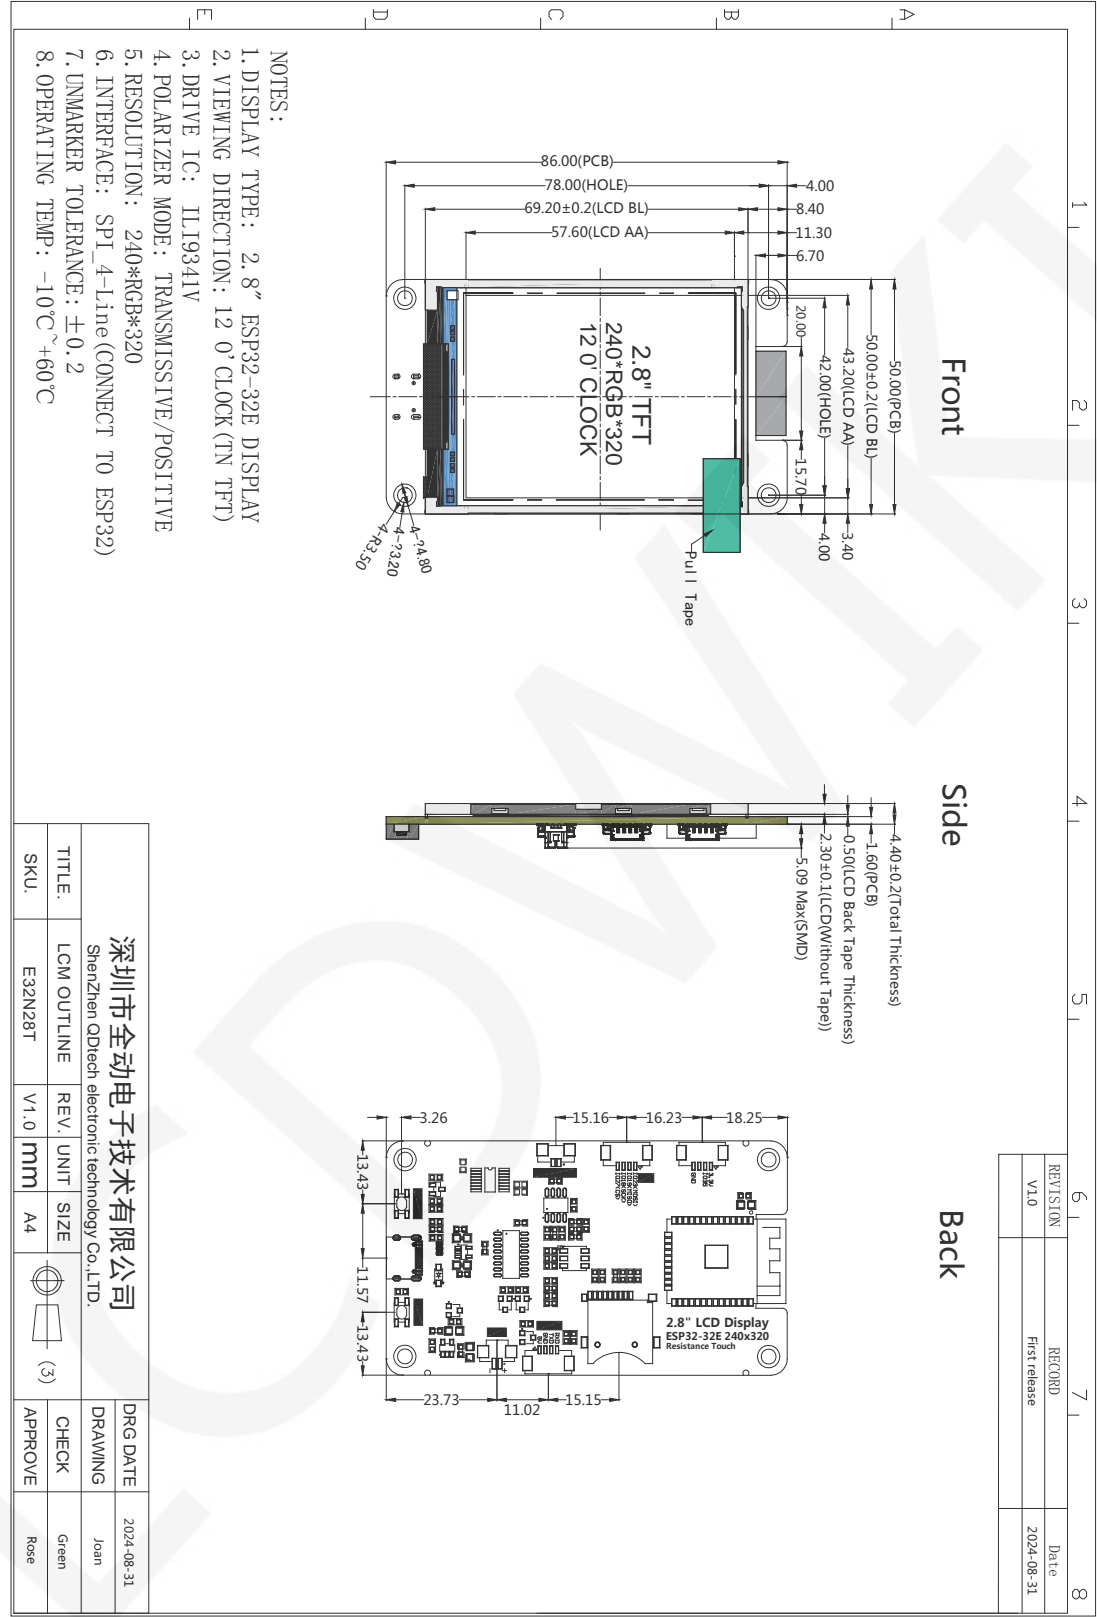 1
2
3
4
5
6
7
8
A
B
C
D
E
REVISION RECORD Date
V1.0 First release 2024-08-31
Front
50.00(PCB)
50.00±0.2(LCD BL)
43.20(LCD AA)
3.40
42.00(HOLE)
4.00
20.00
15.70
86.00(PCB)
78.00(HOLE)
4.00
69.20±0.2(LCD BL)
8.40
57.60(LCD AA)
11.30
6.70
2.8" TFT
240*RGB*320
12 O' CLOCK
Pull Tape
4-?4.80
4-?3.20
4-R3.50
Side
4.40±0.2(Total Thickness)
1.60(PCB)
0.50(LCD Back Tape Thickness)
2.30±0.1(LCD(Without Tape))
5.09 Max(SMD)
Back
3.26
15.16
16.23
18.25
13.43
11.57
13.43
23.73
11.02
15.15
2.8" LCD Display
ESP32-32E 240x320
Resistance Touch
NOTES:
1. DISPLAY TYPE: 2.8″ ESP32-32E DISPLAY
2. VIEWING DIRECTION: 12 O'CLOCK(TN TFT)
3. DRIVE IC: ILI9341V
4. POLARIZER MODE: TRANSMISSIVE/POSITIVE
5. RESOLUTION: 240*RGB*320
6. INTERFACE: SPI_4-Line(CONNECT TO ESP32)
7. UNMARKER TOLERANCE: ±0.2
8. OPERATING TEMP: -10℃~+60℃
深圳市全动电子技术有限公司
ShenZhen QDtech electronic technology Co.,LTD.
TITLE. LCM OUTLINE REV. UNIT SIZE
SKU. E32N28T V1.0 mm A4
(3)
DRG DATE 2024-08-31
DRAWING Joan
CHECK Green
APPROVE Rose
LCDWIKI